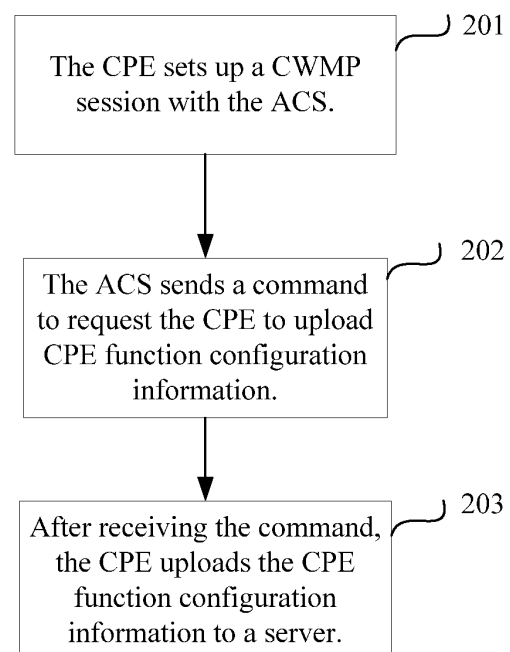 201
The CPE sets up a CWMP
session with the ACS.
202
The ACS sends a command
to request the CPE to upload
CPE function configuration
information.
203
After receiving the command,
the CPE uploads the CPE
function configuration
information to a server.